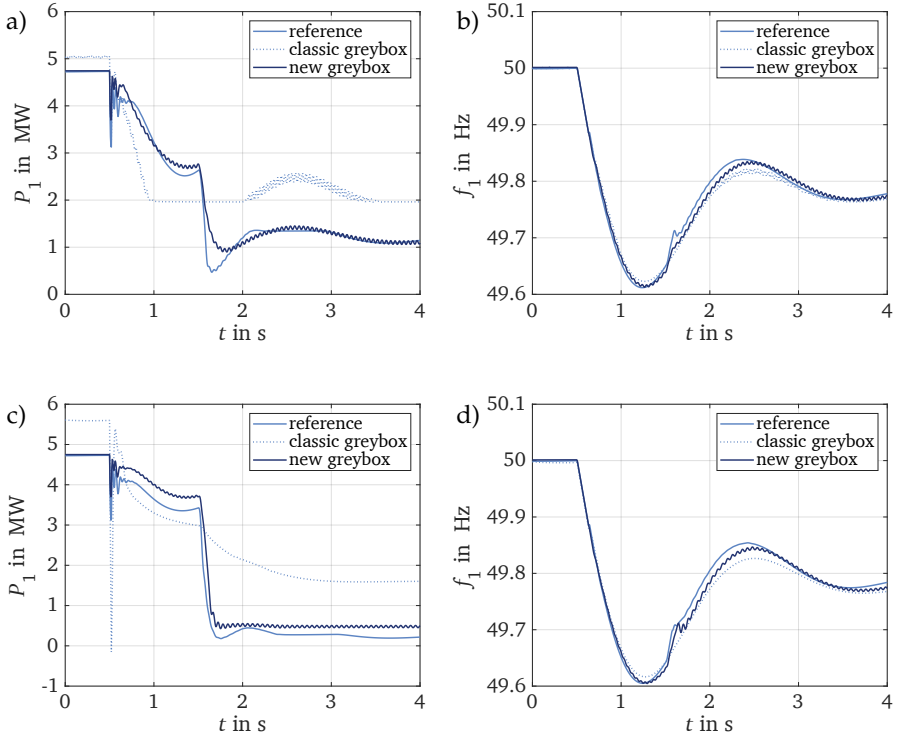 a)
6
5
4
3
2
1
0
P1 in MW
0
1
2
3
4
t in s
reference
classic greybox
new greybox
b)
50.1
50
49.9
49.8
49.7
49.6
f1 in Hz
0
1
2
3
4
t in s
reference
classic greybox
new greybox
c)
6
5
4
3
2
1
0
-1
P1 in MW
0
1
2
3
4
t in s
reference
classic greybox
new greybox
d)
50.1
50
49.9
49.8
49.7
49.6
f1 in Hz
0
1
2
3
4
t in s
reference
classic greybox
new greybox